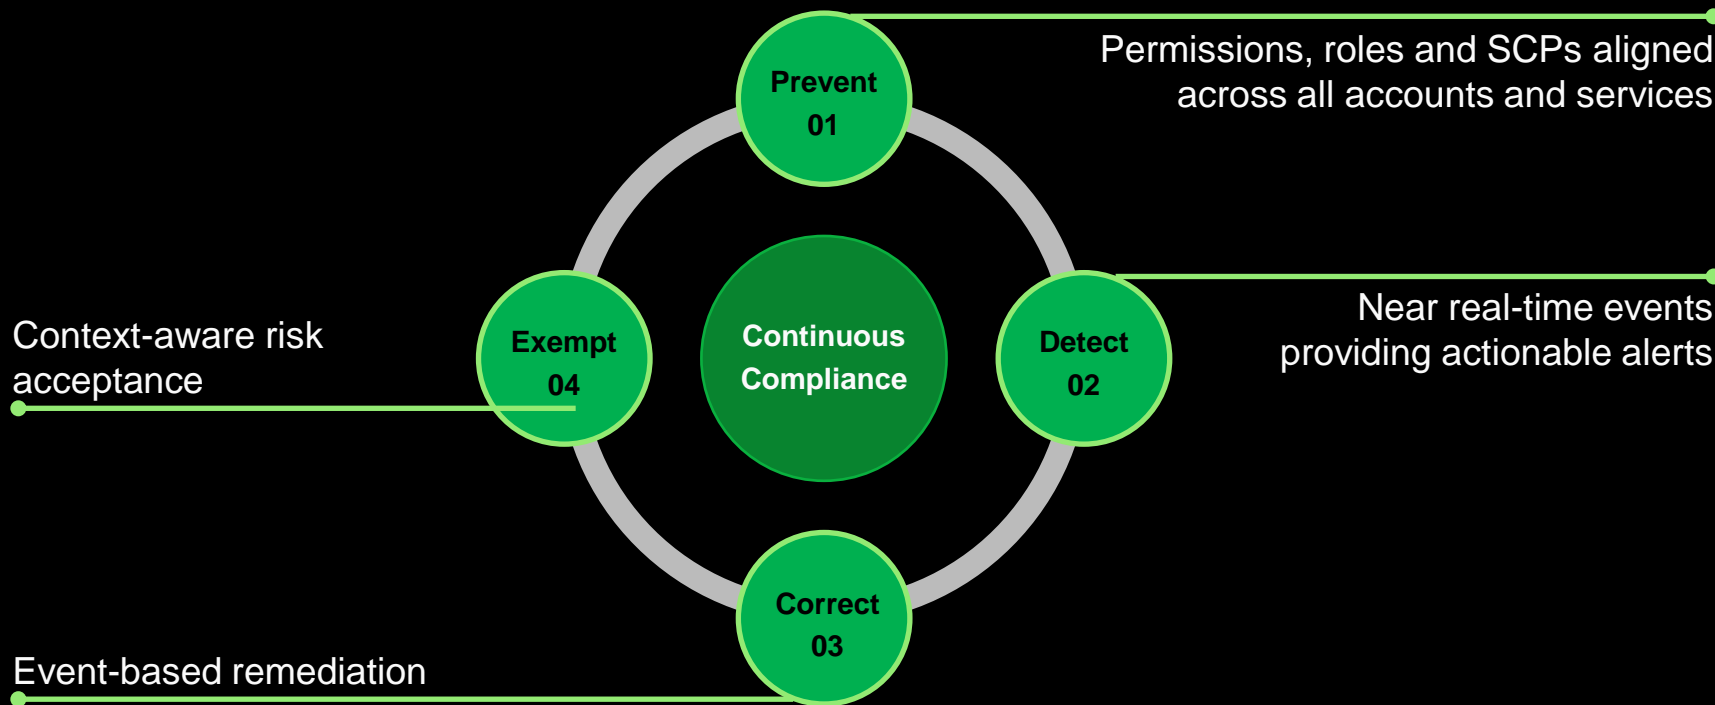 Prevent
01
Permissions, roles and SCPs aligned
across all accounts and services
Detect
02
Near real-time events
providing actionable alerts
Continuous
Compliance
Exempt
04
Context-aware risk
acceptance
Correct
03
Event-based remediation